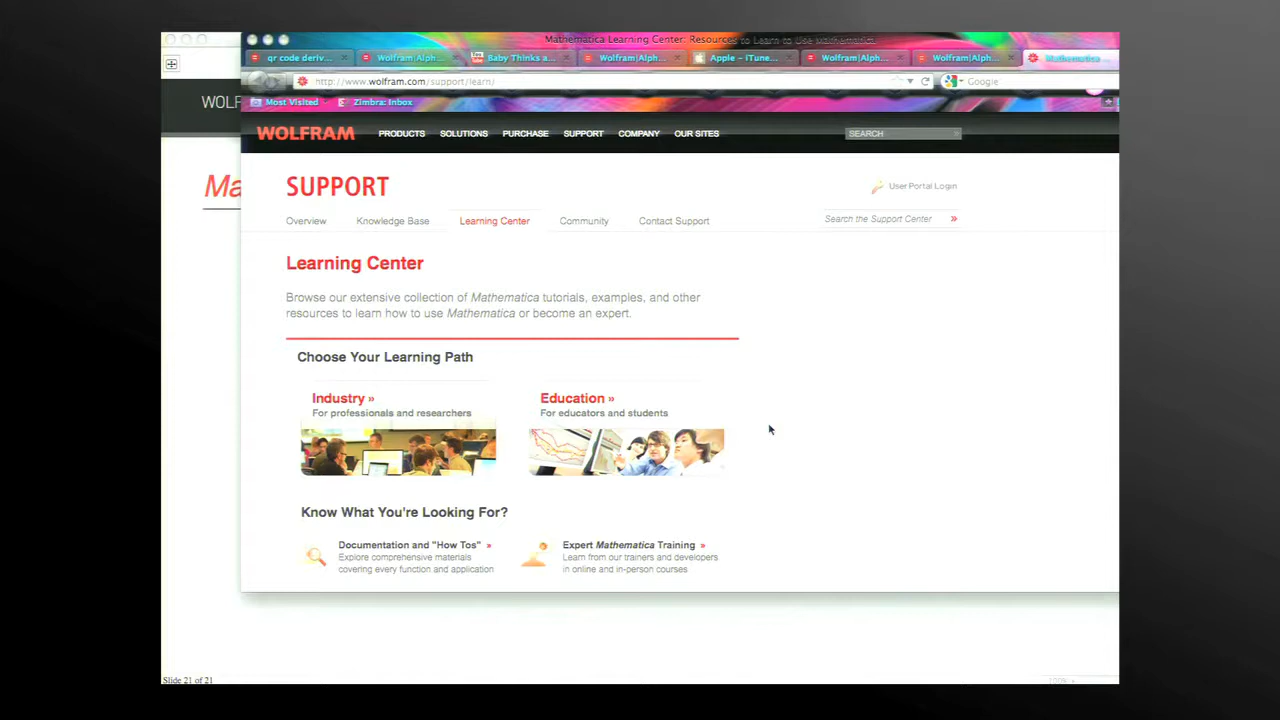 Mathematica Learning Center: Resources to Learn to Use Mathematica
qr code deriv...
Wolfram|Alph...
Baby Thinks a...
Wolfram|Alph...
Apple – iTune...
Wolfram|Alph...
Wolfram|Alph...
Mathematica...
http://www.wolfram.com/support/learn/
Google
Most Visited
Zimbra: Inbox
WOLF
WOLFRAM
PRODUCTS SOLUTIONS PURCHASE SUPPORT COMPANY OUR SITES
SEARCH
Ma
SUPPORT
User Portal Login
Overview Knowledge Base Learning Center Community Contact Support
Search the Support Center »
Learning Center
Browse our extensive collection of Mathematica tutorials, examples, and other
resources to learn how to use Mathematica or become an expert.
Choose Your Learning Path
Industry »
For professionals and researchers
Education »
For educators and students
Know What You're Looking For?
Documentation and "How Tos" »
Explore comprehensive materials
covering every function and application
Expert Mathematica Training »
Learn from our trainers and developers
in online and in-person courses
Slide 21 of 21
100%